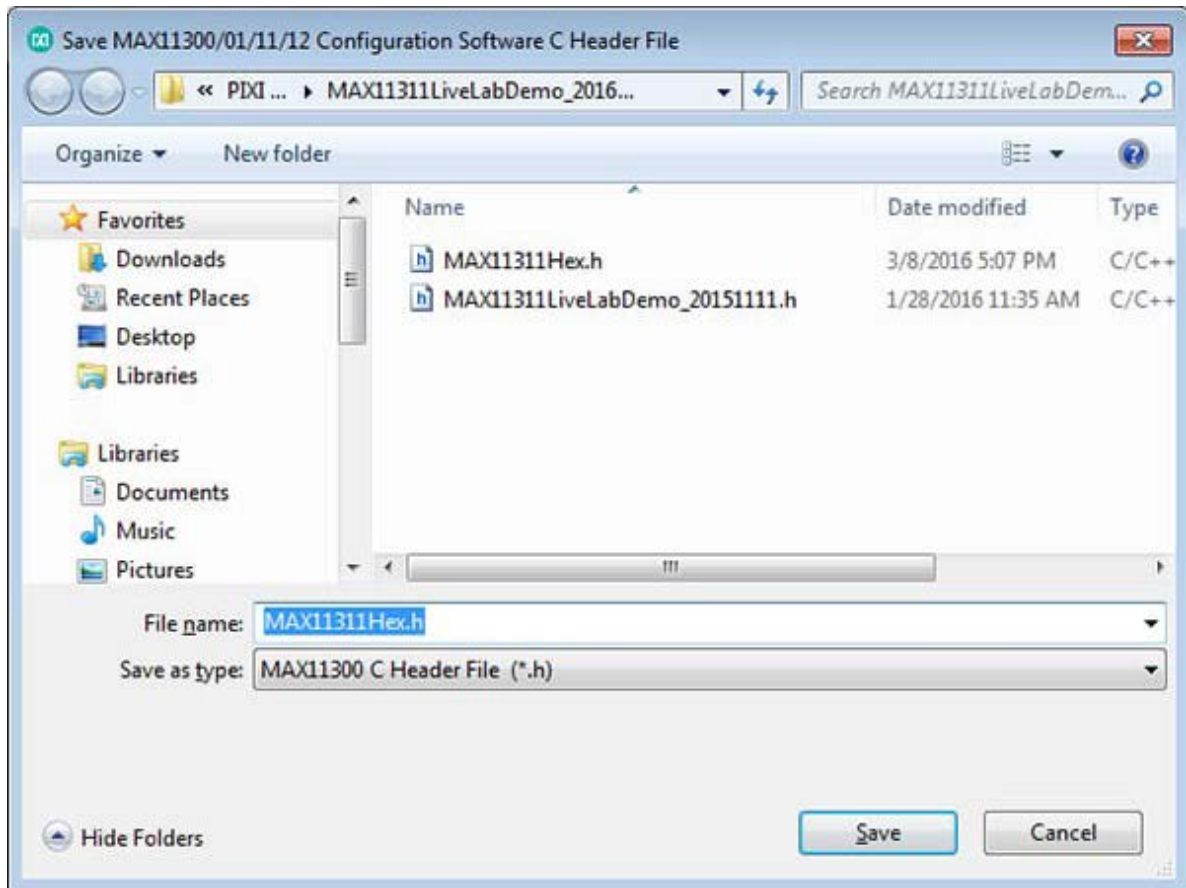 Save MAX11300/01/11/12 Configuration Software C Header File
« PIXI ... ▸ MAX11311LiveLabDemo_2016...
Search MAX11311LiveLabDem...
Organize
New folder
Favorites
Downloads
Recent Places
Desktop
Libraries
Libraries
Documents
Music
Pictures
Name Date modified Type
MAX11311Hex.h 3/8/2016 5:07 PM C/C++
MAX11311LiveLabDemo_20151111.h 1/28/2016 11:35 AM C/C++
File name: MAX11311Hex.h
Save as type: MAX11300 C Header File (*.h)
Hide Folders
Save
Cancel